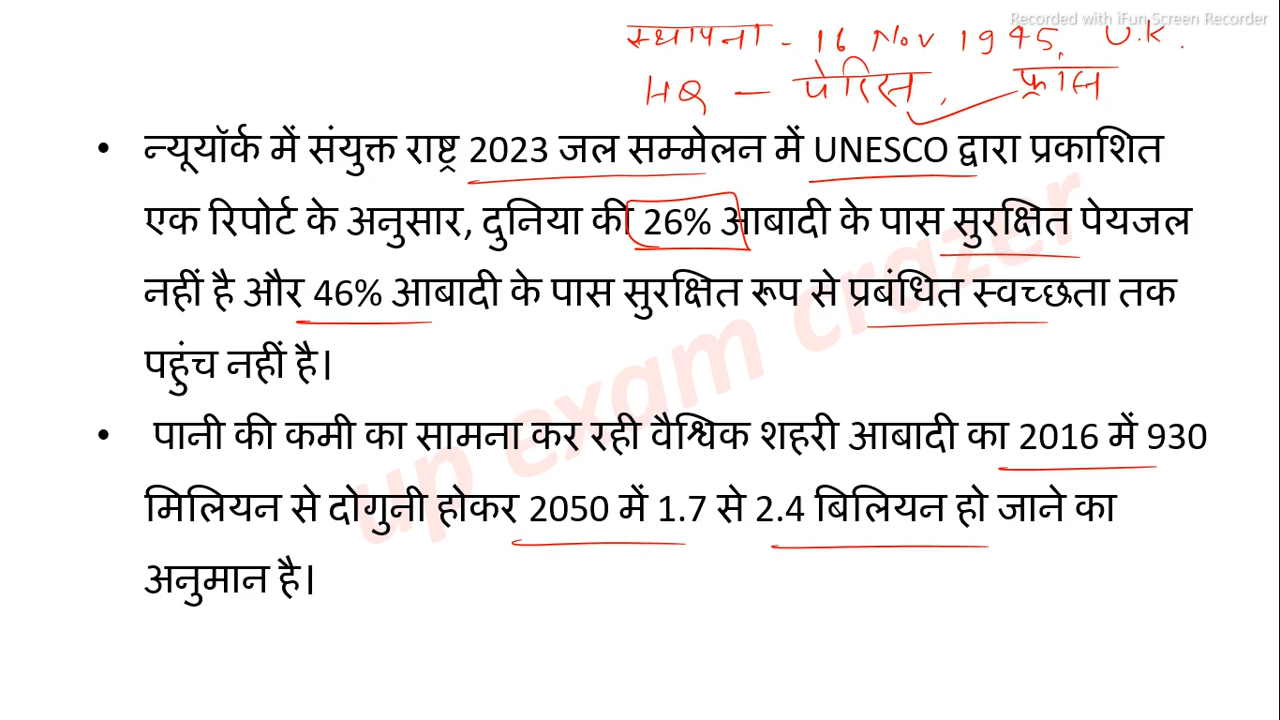 Recorded with iFun Screen Recorder
स्थापना - 16 Nov 1945, U.K.
HQ - पेरिस, फ्रांस
• न्यूयॉर्क में संयुक्त राष्ट्र 2023 जल सम्मेलन में UNESCO द्वारा प्रकाशित
एक रिपोर्ट के अनुसार, दुनिया की 26% आबादी के पास सुरक्षित पेयजल
नहीं है और 46% आबादी के पास सुरक्षित रूप से प्रबंधित स्वच्छता तक
पहुंच नहीं है।
• पानी की कमी का सामना कर रही वैश्विक शहरी आबादी का 2016 में 930
मिलियन से दोगुनी होकर 2050 में 1.7 से 2.4 बिलियन हो जाने का
अनुमान है।
up exam crazer